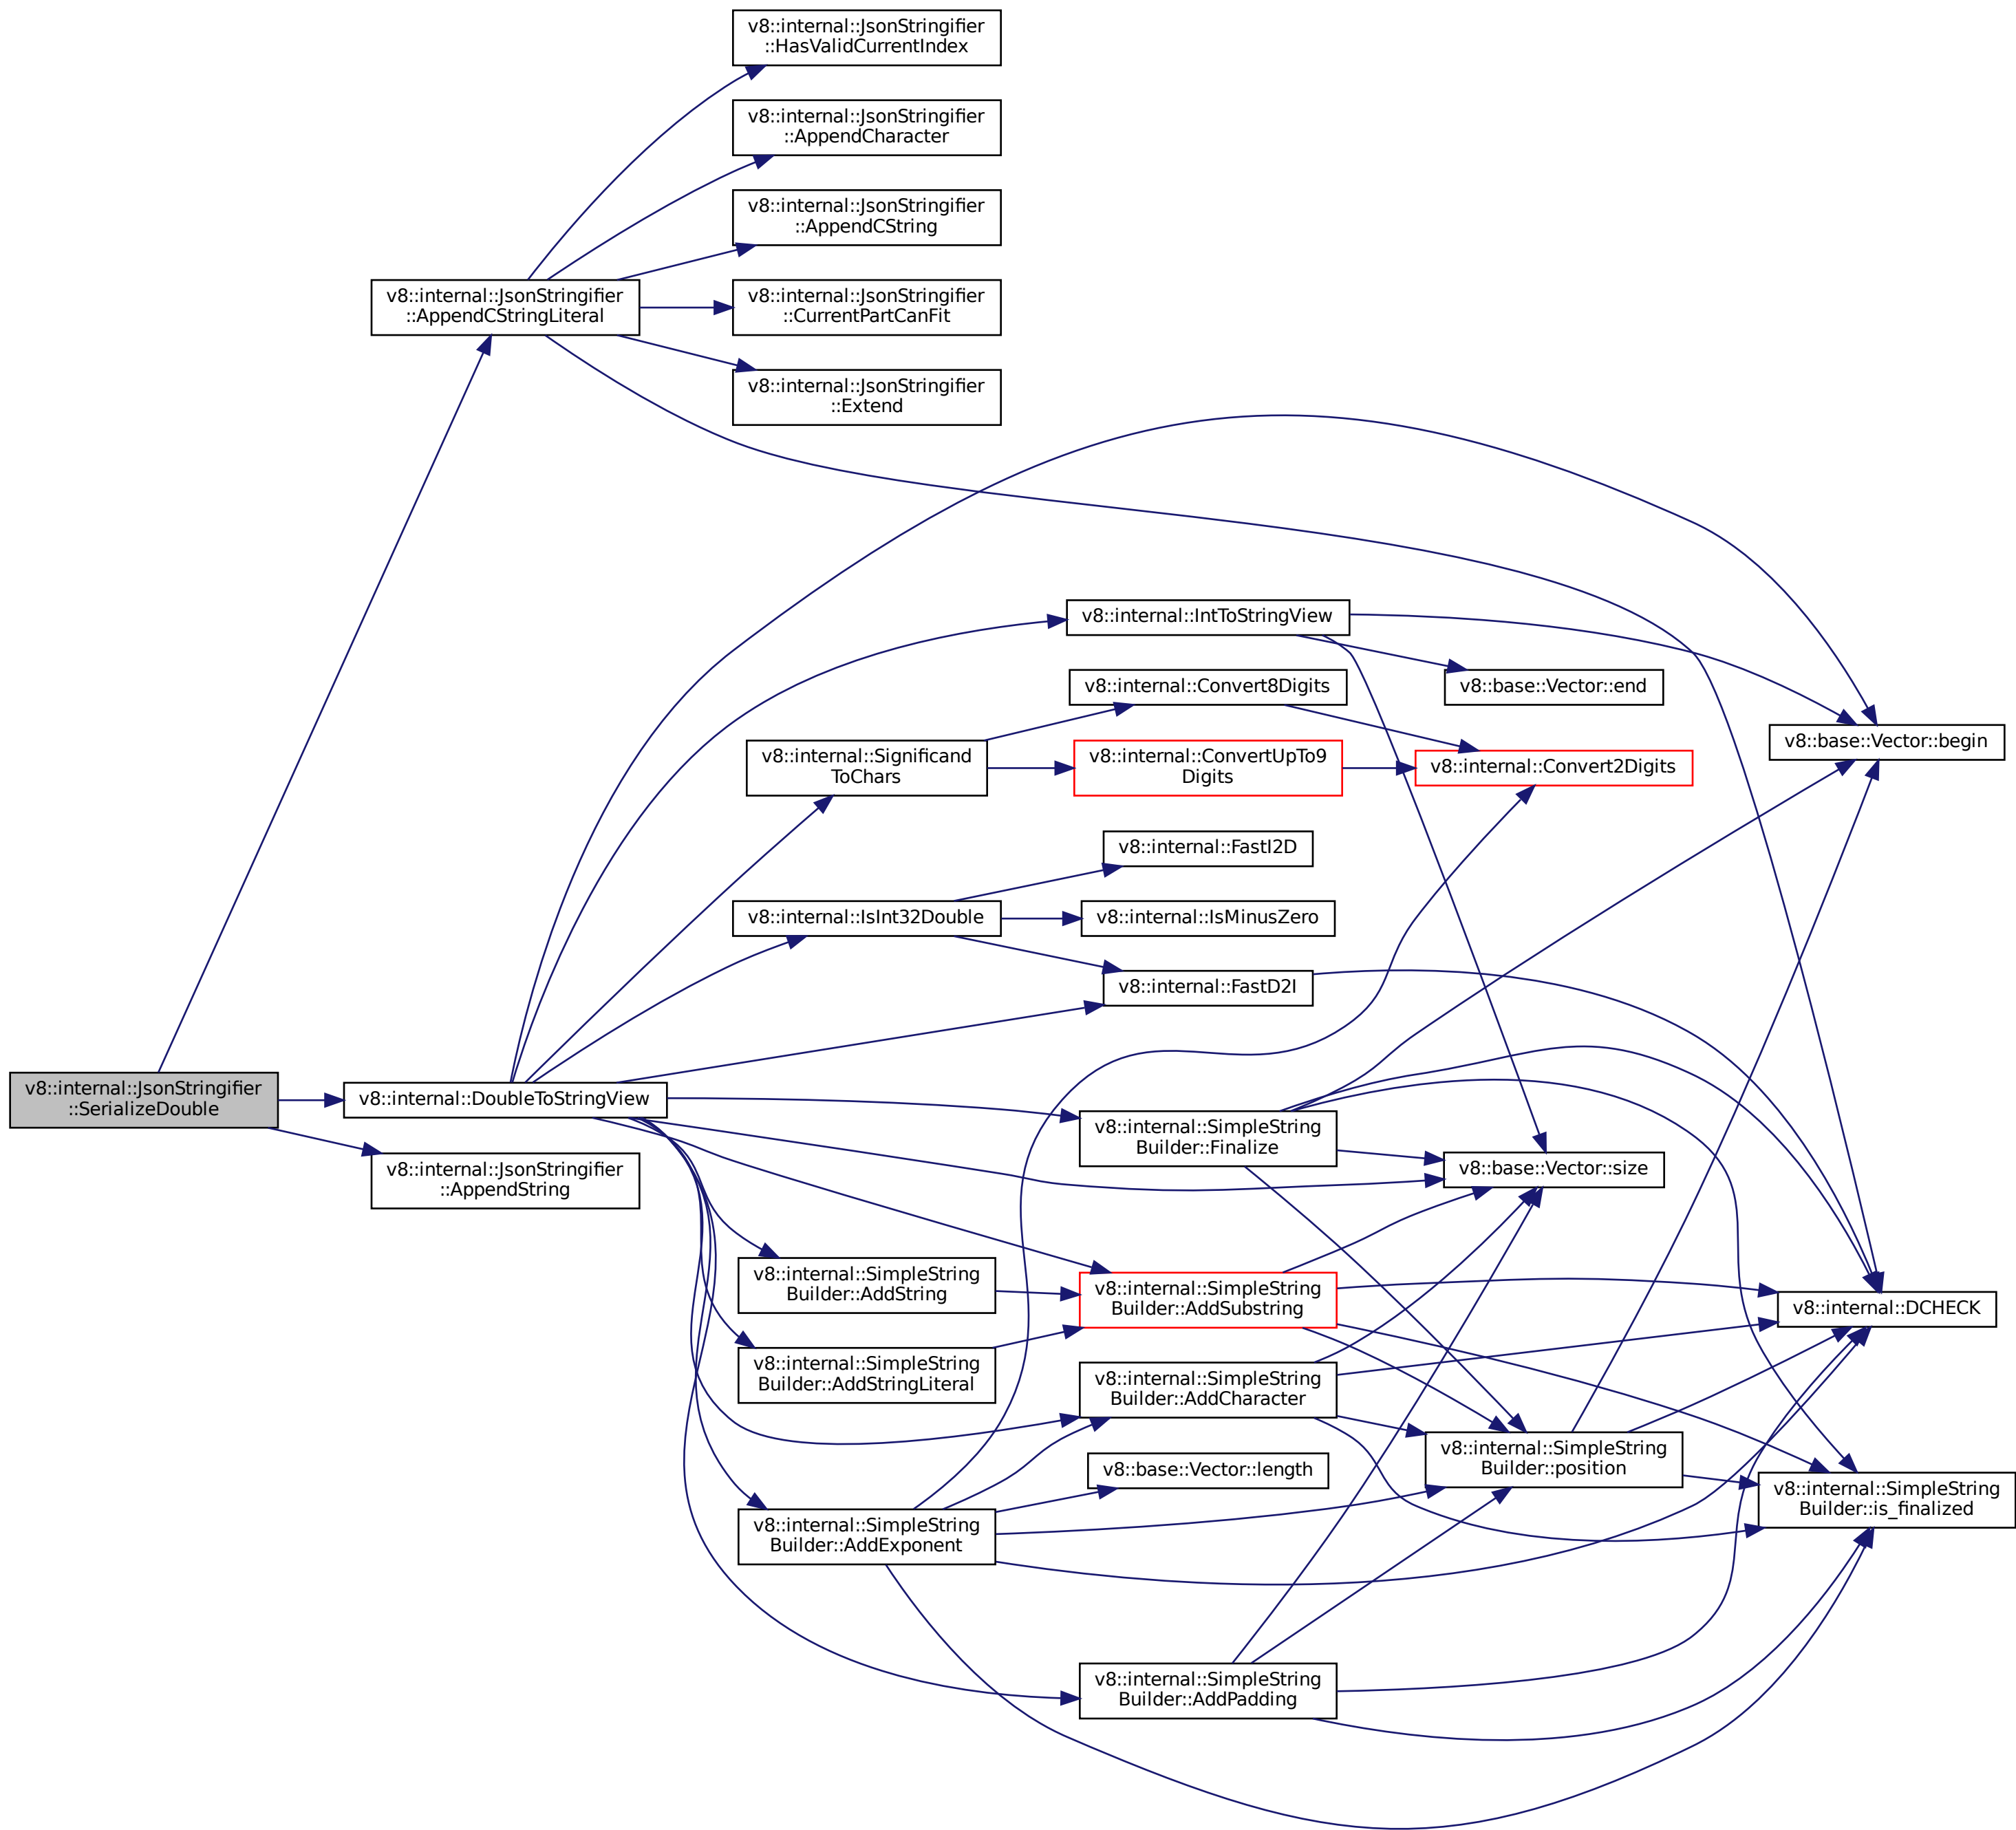 v8::internal::JsonStringifier
::HasValidCurrentIndex
v8::internal::JsonStringifier
::AppendCharacter
v8::internal::JsonStringifier
::AppendCString
v8::internal::JsonStringifier
::AppendCStringLiteral
v8::internal::JsonStringifier
::CurrentPartCanFit
v8::internal::JsonStringifier
::Extend
v8::internal::IntToStringView
v8::internal::Convert8Digits
v8::base::Vector::end
v8::base::Vector::begin
v8::internal::Significand
ToChars
v8::internal::ConvertUpTo9
Digits
v8::internal::Convert2Digits
v8::internal::FastI2D
v8::internal::IsInt32Double
v8::internal::IsMinusZero
v8::internal::FastD2I
v8::internal::JsonStringifier
::SerializeDouble
v8::internal::DoubleToStringView
v8::internal::SimpleString
Builder::Finalize
v8::base::Vector::size
v8::internal::JsonStringifier
::AppendString
v8::internal::SimpleString
Builder::AddString
v8::internal::SimpleString
Builder::AddSubstring
v8::internal::DCHECK
v8::internal::SimpleString
Builder::AddStringLiteral
v8::internal::SimpleString
Builder::AddCharacter
v8::internal::SimpleString
Builder::position
v8::base::Vector::length
v8::internal::SimpleString
Builder::is_finalized
v8::internal::SimpleString
Builder::AddExponent
v8::internal::SimpleString
Builder::AddPadding